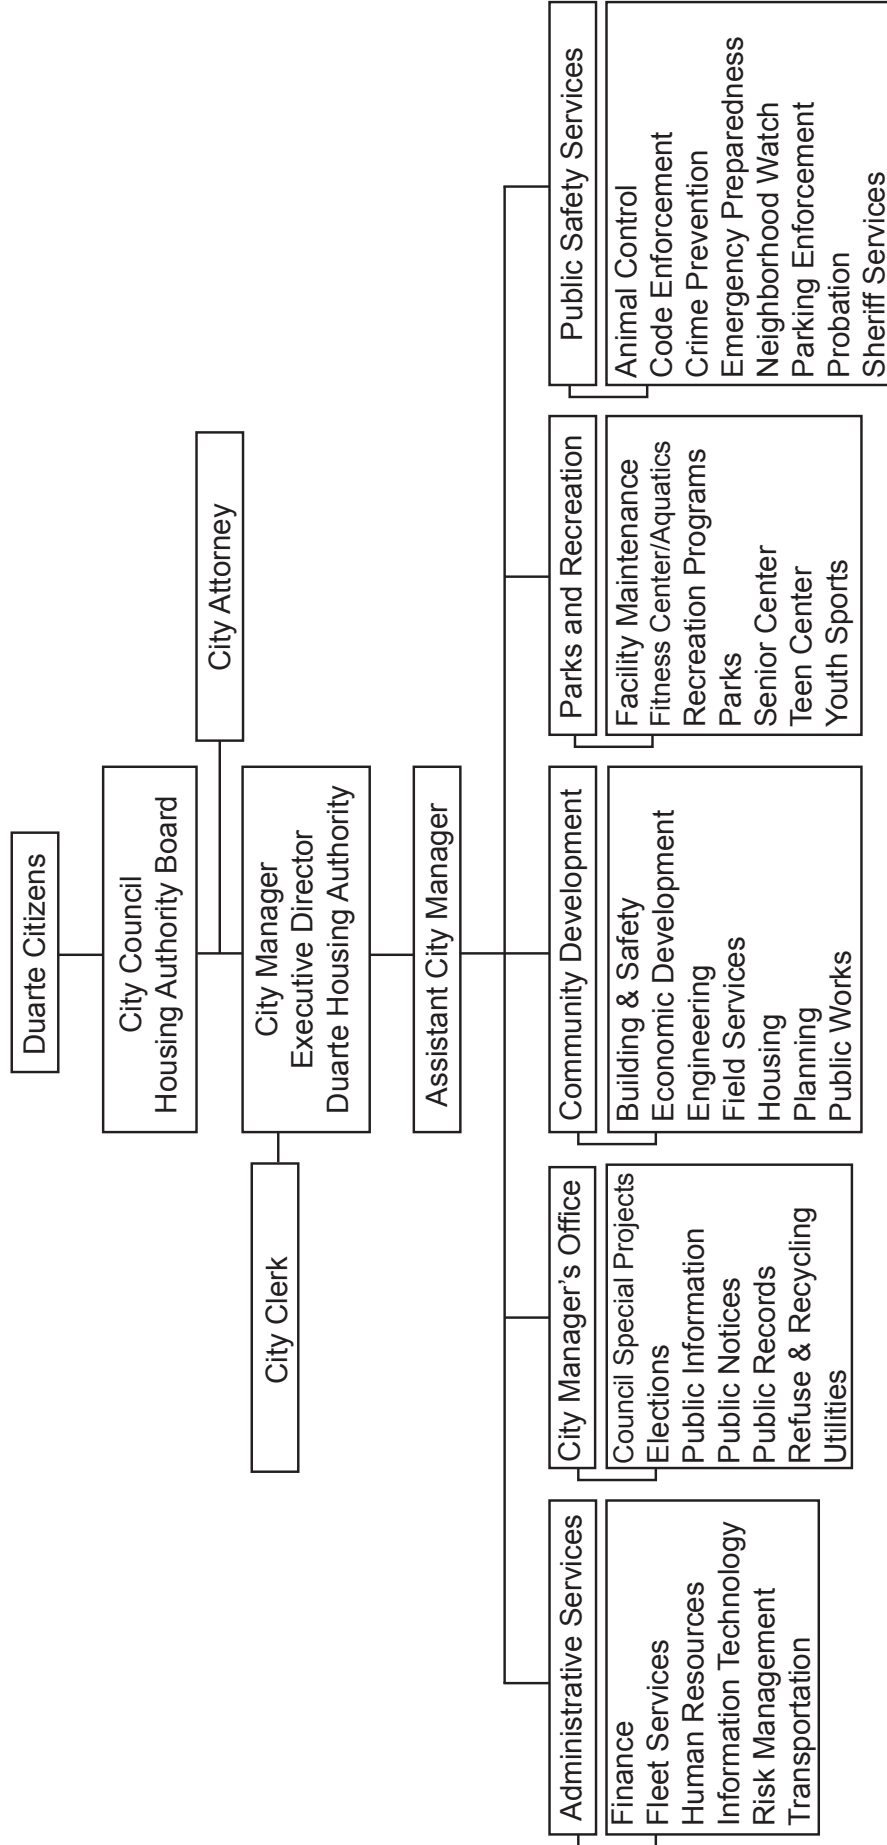 Duarte Citizens
City Council
Housing Authority Board
City Attorney
City Manager
Executive Director
Duarte Housing Authority
City Clerk
Assistant City Manager
Administrative Services
Finance
Fleet Services
Human Resources
Information Technology
Risk Management
Transportation
City Manager’s Office
Council Special Projects
Elections
Public Information
Public Notices
Public Records
Refuse & Recycling
Utilities
Community Development
Building & Safety
Economic Development
Engineering
Field Services
Housing
Planning
Public Works
Parks and Recreation
Facility Maintenance
Fitness Center/Aquatics
Recreation Programs
Parks
Senior Center
Teen Center
Youth Sports
Public Safety Services
Animal Control
Code Enforcement
Crime Prevention
Emergency Preparedness
Neighborhood Watch
Parking Enforcement
Probation
Sheriff Services